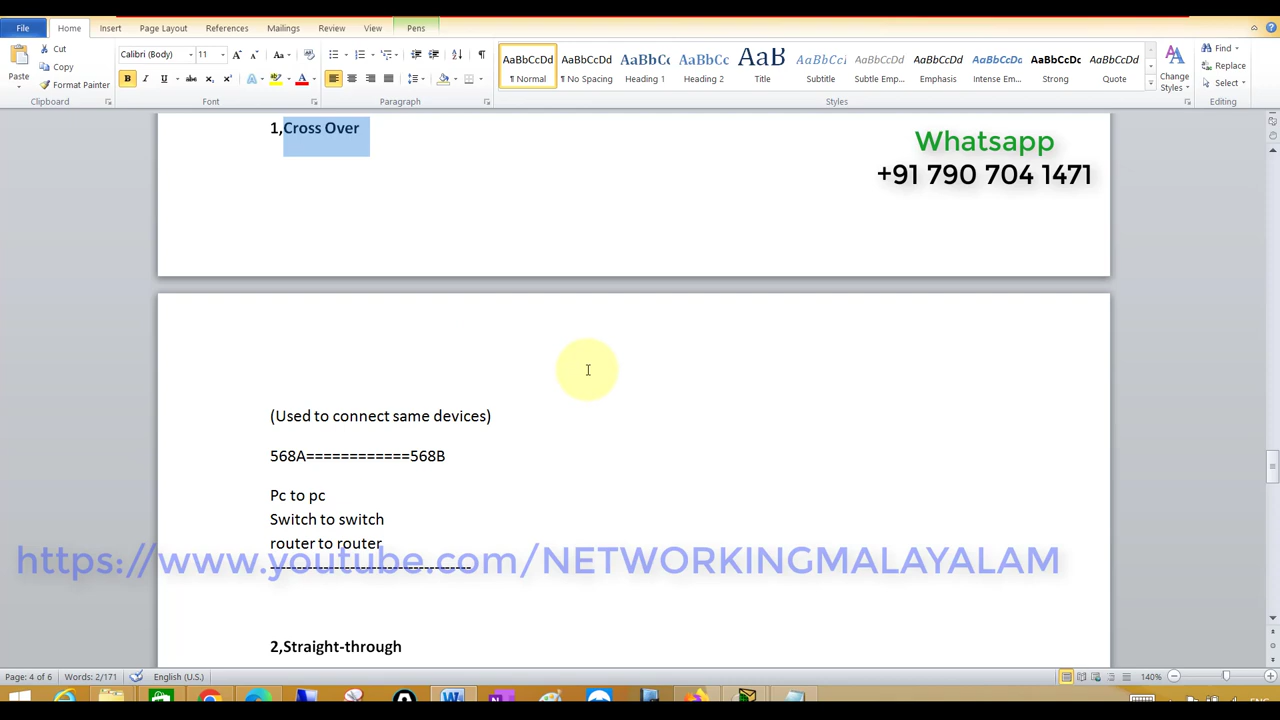 File Home Insert Page Layout References Mailings Review View Pens
Cut
Copy
Format Painter
Paste
Calibri (Body) 11
AaBbCcDd AaBbCcDd AaBbC AaBbCc AaB AaBbCcI AaBbCcDd AaBbCcDd AaBbCcDd AaBbCcDc AaBbCcDd
¶ Normal ¶ No Spacing Heading 1 Heading 2 Title Subtitle Subtle Emp... Emphasis Intense Em... Strong Quote
Change
Styles
Find
Replace
Select
Clipboard Font Paragraph Styles Editing
1,Cross Over
Whatsapp
+91 790 704 1471
(Used to connect same devices)
568A============568B
Pc to pc
Switch to switch
router to router
https://www.youtube.com/NETWORKINGMALAYALAM
2,Straight-through
Page: 4 of 6 Words: 2/171 English (U.S.) 140%